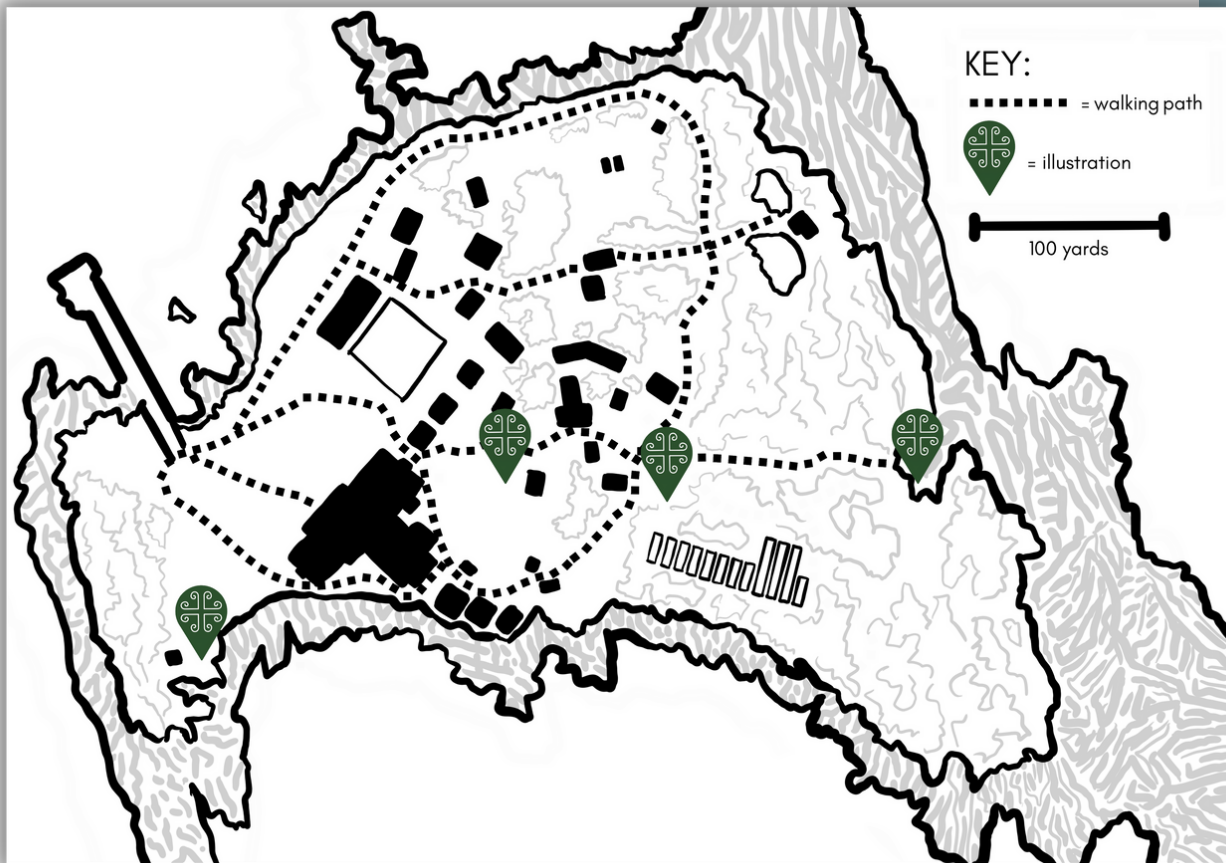 KEY:
= walking path
= illustration
100 yards